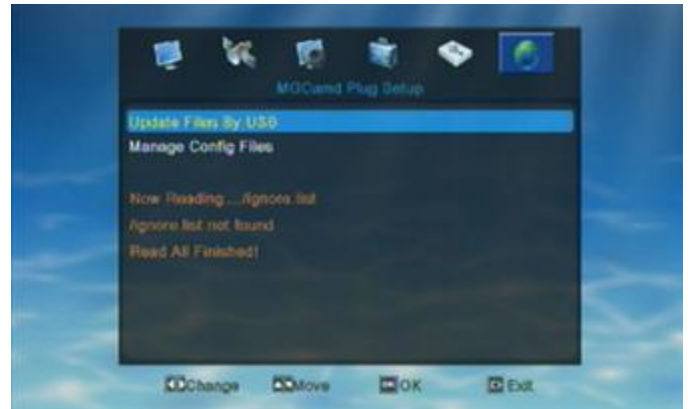 MGCamd Plug Setup
Update Files By USB
Manage Config Files
Now Reading..../ignore.list
/ignore.list not found
Read All Finished!
Change Move OK Exit